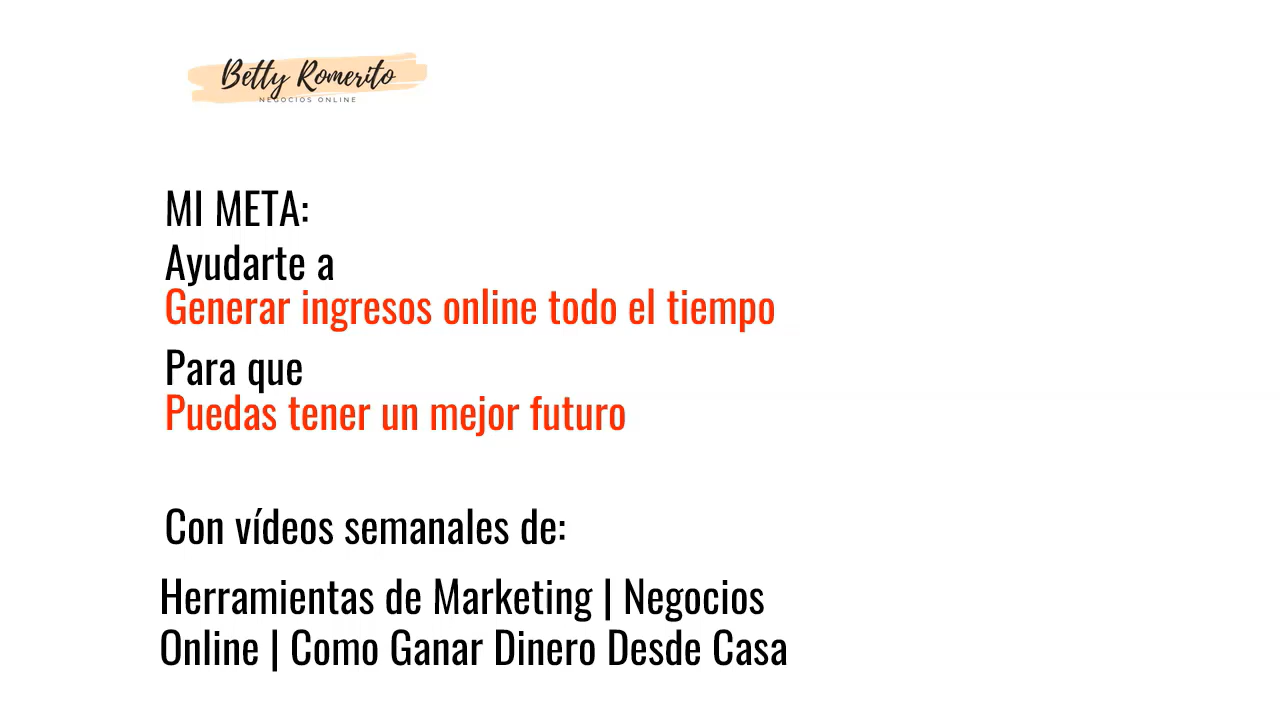 Betty Romerito
NEGOCIOS ONLINE
MI META:
Ayudarte a
Generar ingresos online todo el tiempo
Para que
Puedas tener un mejor futuro
Con vídeos semanales de:
Herramientas de Marketing | Negocios
Online | Como Ganar Dinero Desde Casa